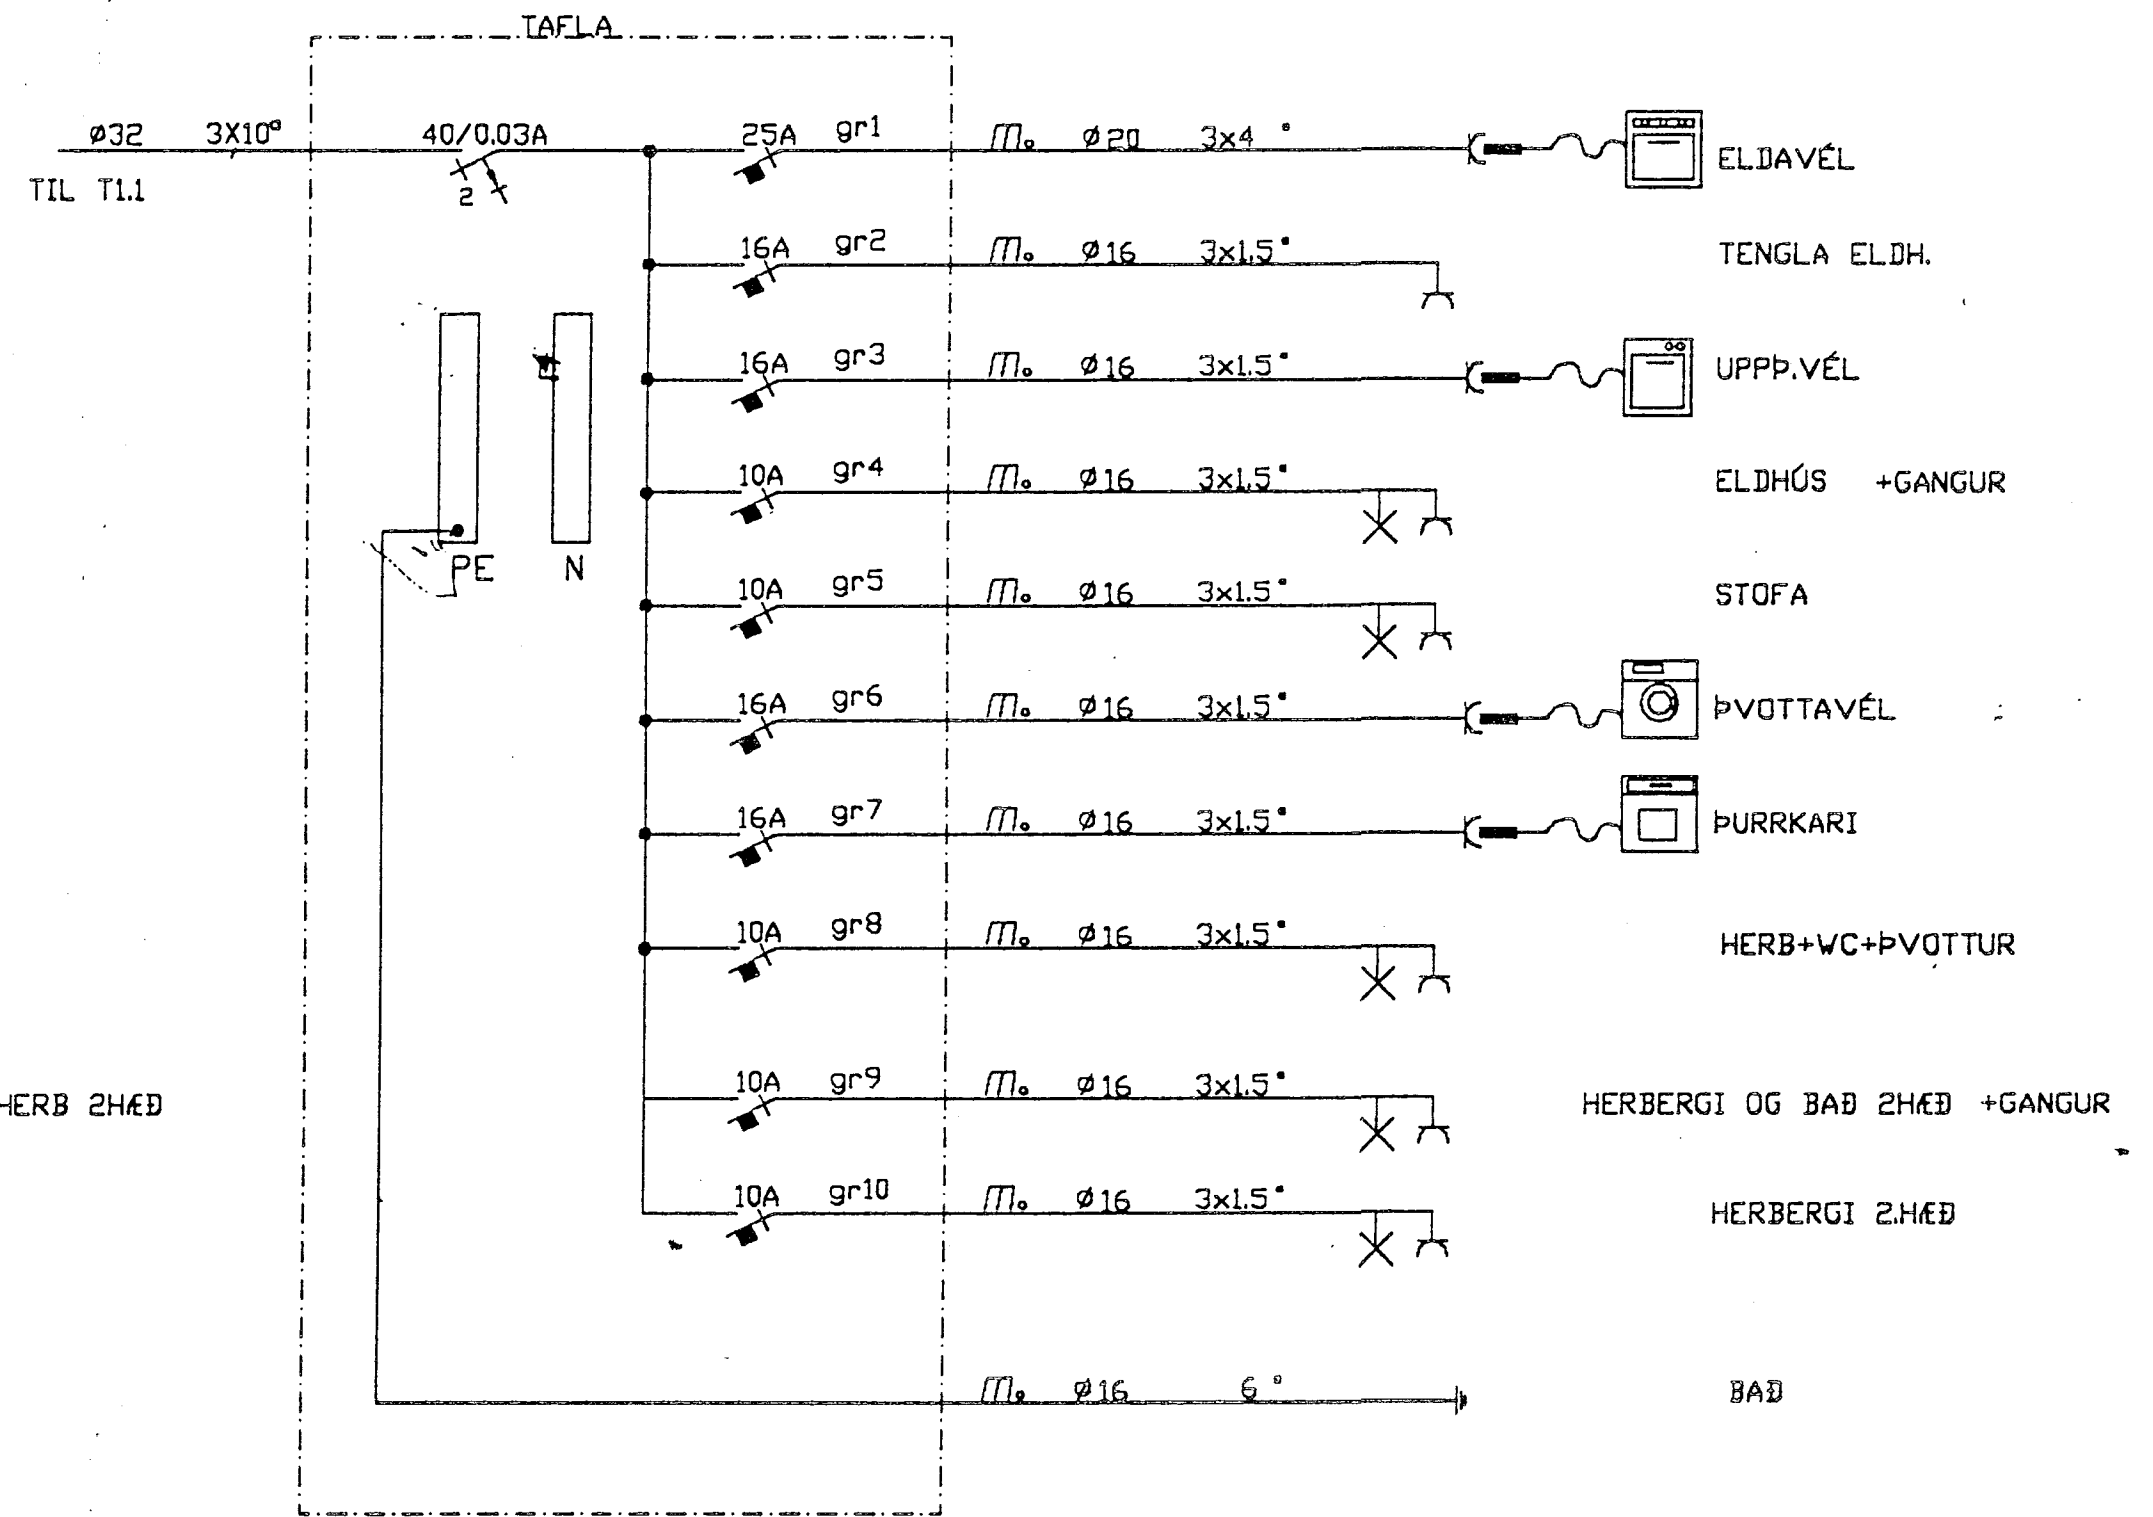 TAFLA
ø32 3X10° 40/0.03A 25A gr1 m. ø20 3x4 °
ELDAVÉL
TIL T1.1
2
16A gr2 m. ø16 3x1.5°
TENGLA ELDH.
16A gr3 m. ø16 3x1.5°
UPPÞ.VÉL
10A gr4 m. ø16 3x1.5°
ELDHÚS +GANGUR
PE N
10A gr5 m. ø16 3x1.5°
STOFA
16A gr6 m. ø16 3x1.5°
ÞVOTTAVÉL
16A gr7 m. ø16 3x1.5°
ÞURRKARI
10A gr8 m. ø16 3x1.5°
HERB+WC+ÞVOTTUR
10A gr9 m. ø16 3x1.5°
HERB 2HÆÐ
HERBERGI OG BAÐ 2HÆÐ +GANGUR
10A gr10 m. ø16 3x1.5°
HERBERGI 2.HÆÐ
m. ø16 6 °
BAÐ